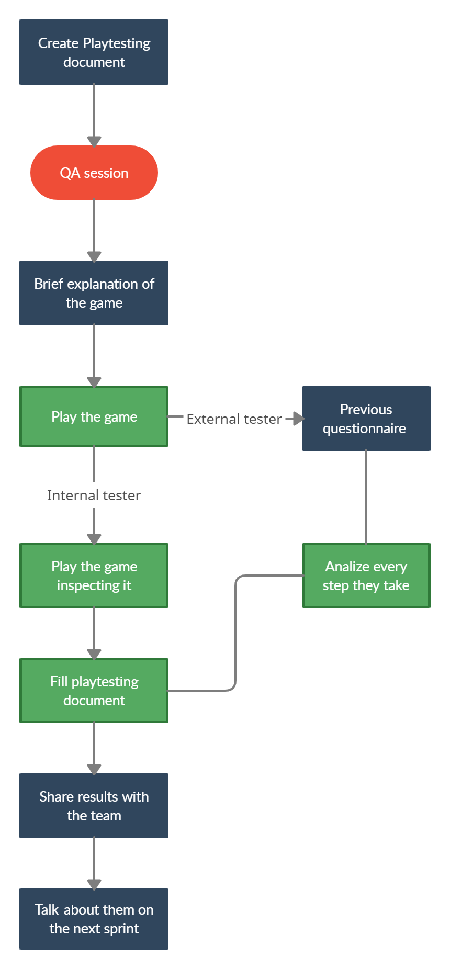 Create Playtesting
document
QA session
Brief explanation of
the game
Play the game
External tester
Previous
questionnaire
Internal tester
Play the game
inspecting it
Analize every
step they take
Fill playtesting
document
Share results with
the team
Talk about them on
the next sprint